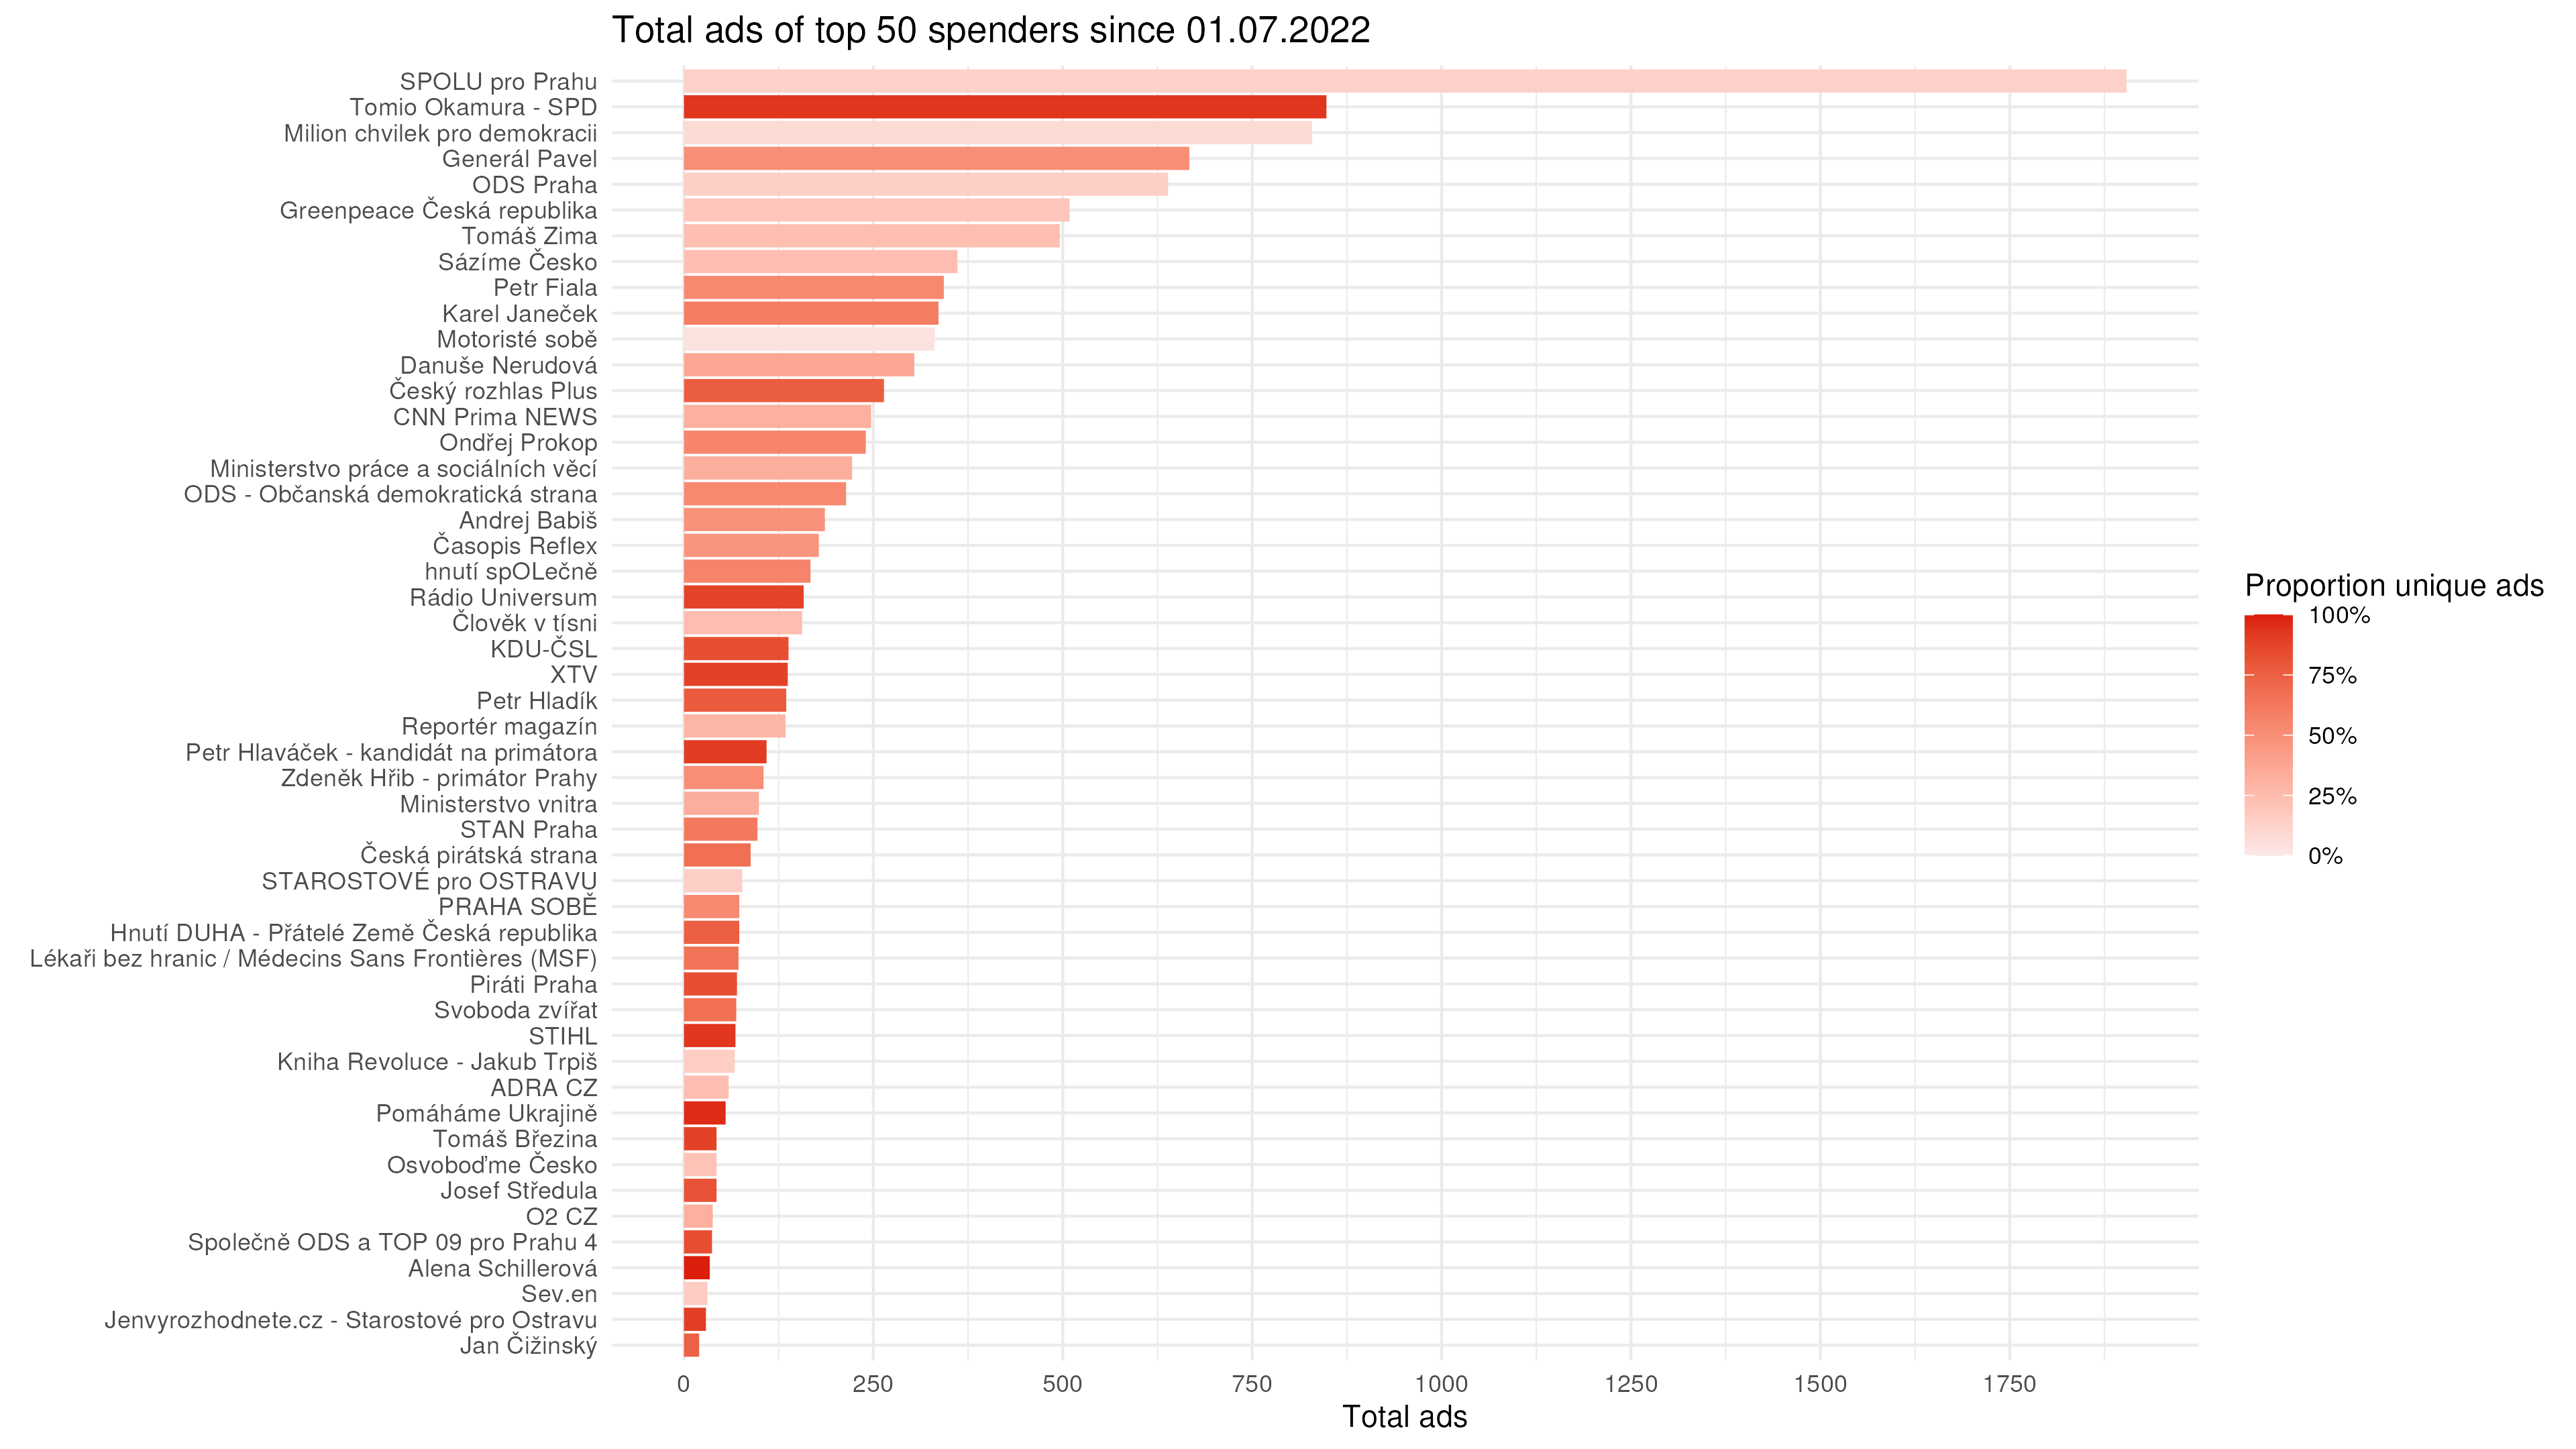 Total ads of top 50 spenders since 01.07.2022
SPOLU pro Prahu
Tomio Okamura - SPD
Milion chvilek pro demokracii
Generál Pavel
ODS Praha
Greenpeace Česká republika
Tomáš Zima
Sázíme Česko
Petr Fiala
Karel Janeček
Motoristé sobě
Danuše Nerudová
Český rozhlas Plus
CNN Prima NEWS
Ondřej Prokop
Ministerstvo práce a sociálních věcí
ODS - Občanská demokratická strana
Andrej Babiš
Časopis Reflex
hnutí spOLečně
Rádio Universum
Člověk v tísni
KDU-ČSL
XTV
Petr Hladík
Reportér magazín
Petr Hlaváček - kandidát na primátora
Zdeněk Hřib - primátor Prahy
Ministerstvo vnitra
STAN Praha
Česká pirátská strana
STAROSTOVÉ pro OSTRAVU
PRAHA SOBĚ
Hnutí DUHA - Přátelé Země Česká republika
Lékaři bez hranic / Médecins Sans Frontières (MSF)
Piráti Praha
Svoboda zvířat
STIHL
Kniha Revoluce - Jakub Trpiš
ADRA CZ
Pomáháme Ukrajině
Tomáš Březina
Osvoboďme Česko
Josef Středula
O2 CZ
Společně ODS a TOP 09 pro Prahu 4
Alena Schillerová
Sev.en
Jenvyrozhodnete.cz - Starostové pro Ostravu
Jan Čižinský
0 250 500 750 1000 1250 1500 1750
Total ads
Proportion unique ads
100%
75%
50%
25%
0%